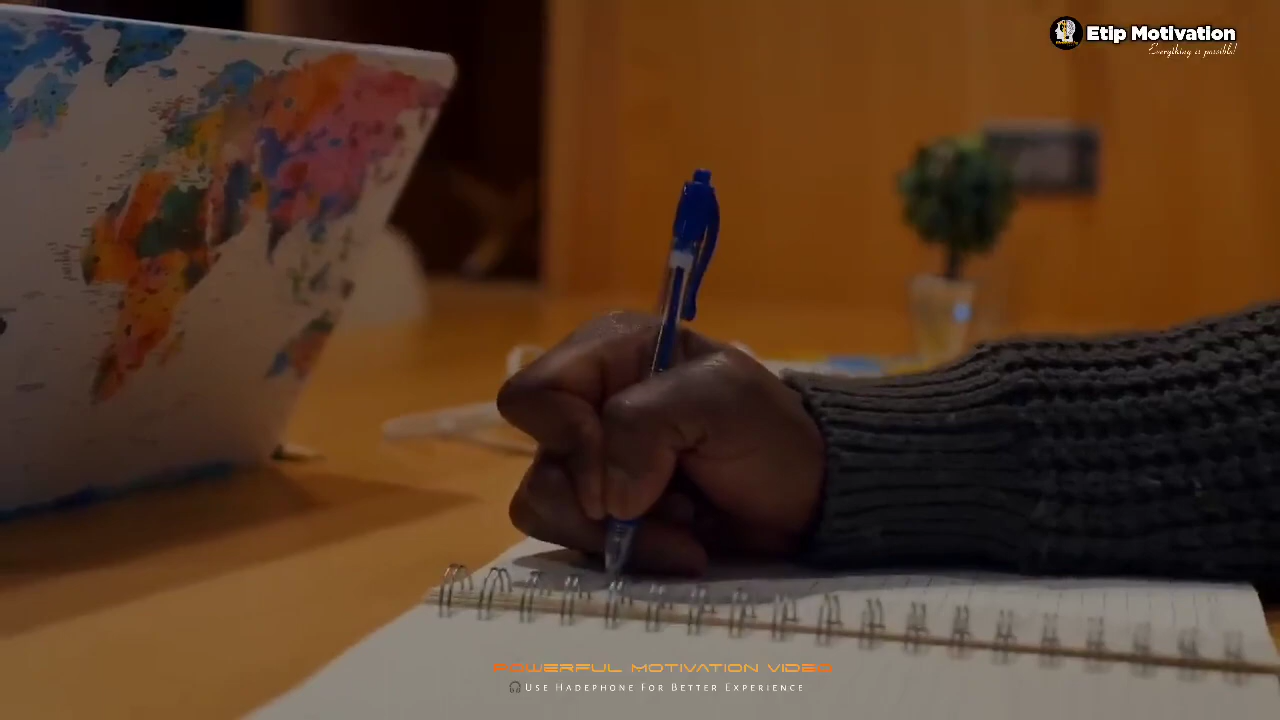 Etip Motivation
Everything is possible!
POWERFUL MOTIVATION VIDEO
Use Hadephone For Better Experience